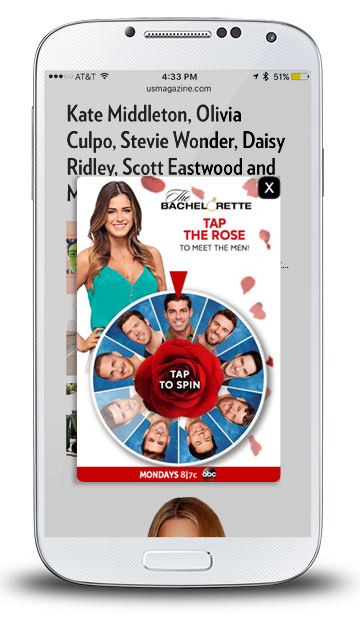 AT&T
4:33 PM
51%
usmagazine.com
Kate Middleton, Olivia
Culpo, Stevie Wonder, Daisy
Ridley, Scott Eastwood and
M
X
The
BACHELORETTE
TAP
THE ROSE
TO MEET THE MEN!
...
TAP
TO SPIN
MONDAYS 8|7c abc